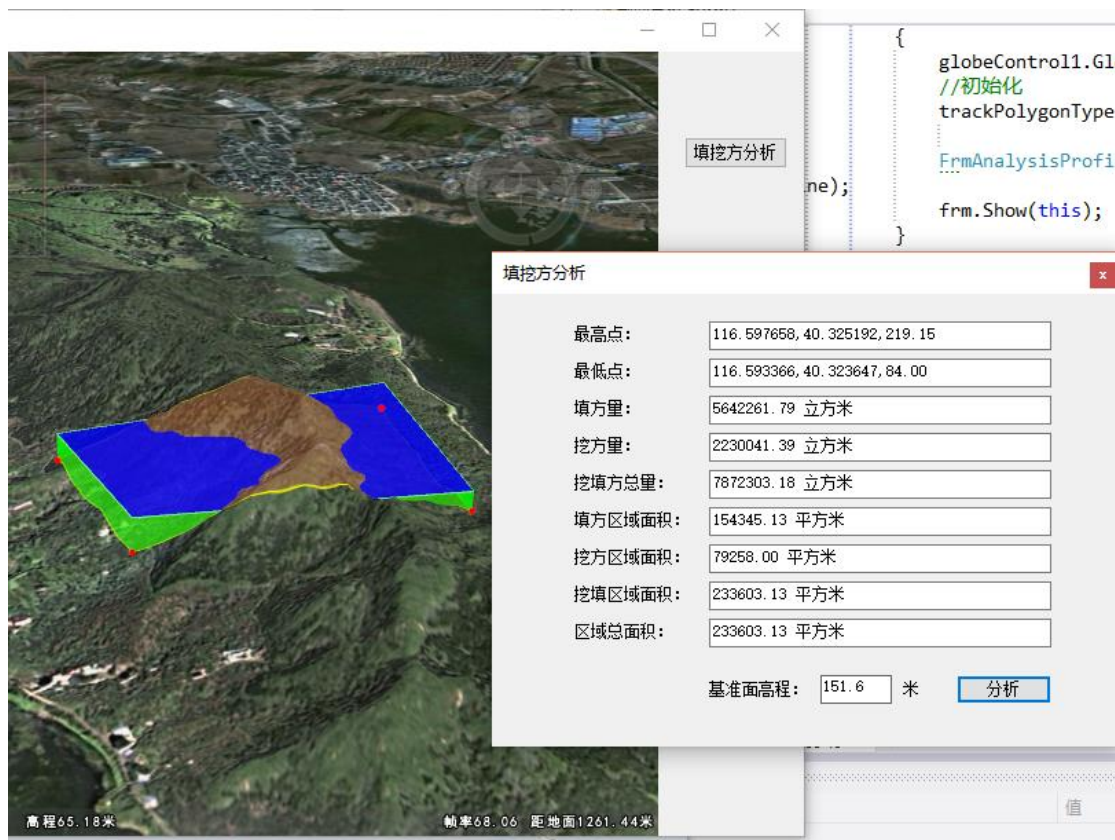 {
globeControl1.Gl
//初始化
trackPolygonType
填挖方分析
FrmAnalysisProfi
ne);
frm.Show(this);
}
填挖方分析
x
最高点: 116.597658,40.325192,219.15
最低点: 116.593366,40.323647,84.00
填方量: 5642261.79 立方米
挖方量: 2230041.39 立方米
挖填方总量: 7872303.18 立方米
填方区域面积: 154345.13 平方米
挖方区域面积: 79258.00 平方米
挖填区域面积: 233603.13 平方米
区域总面积: 233603.13 平方米
基准面高程: 151.6 米 分析
值
高程65.18米 帧率68.06 距地面1261.44米